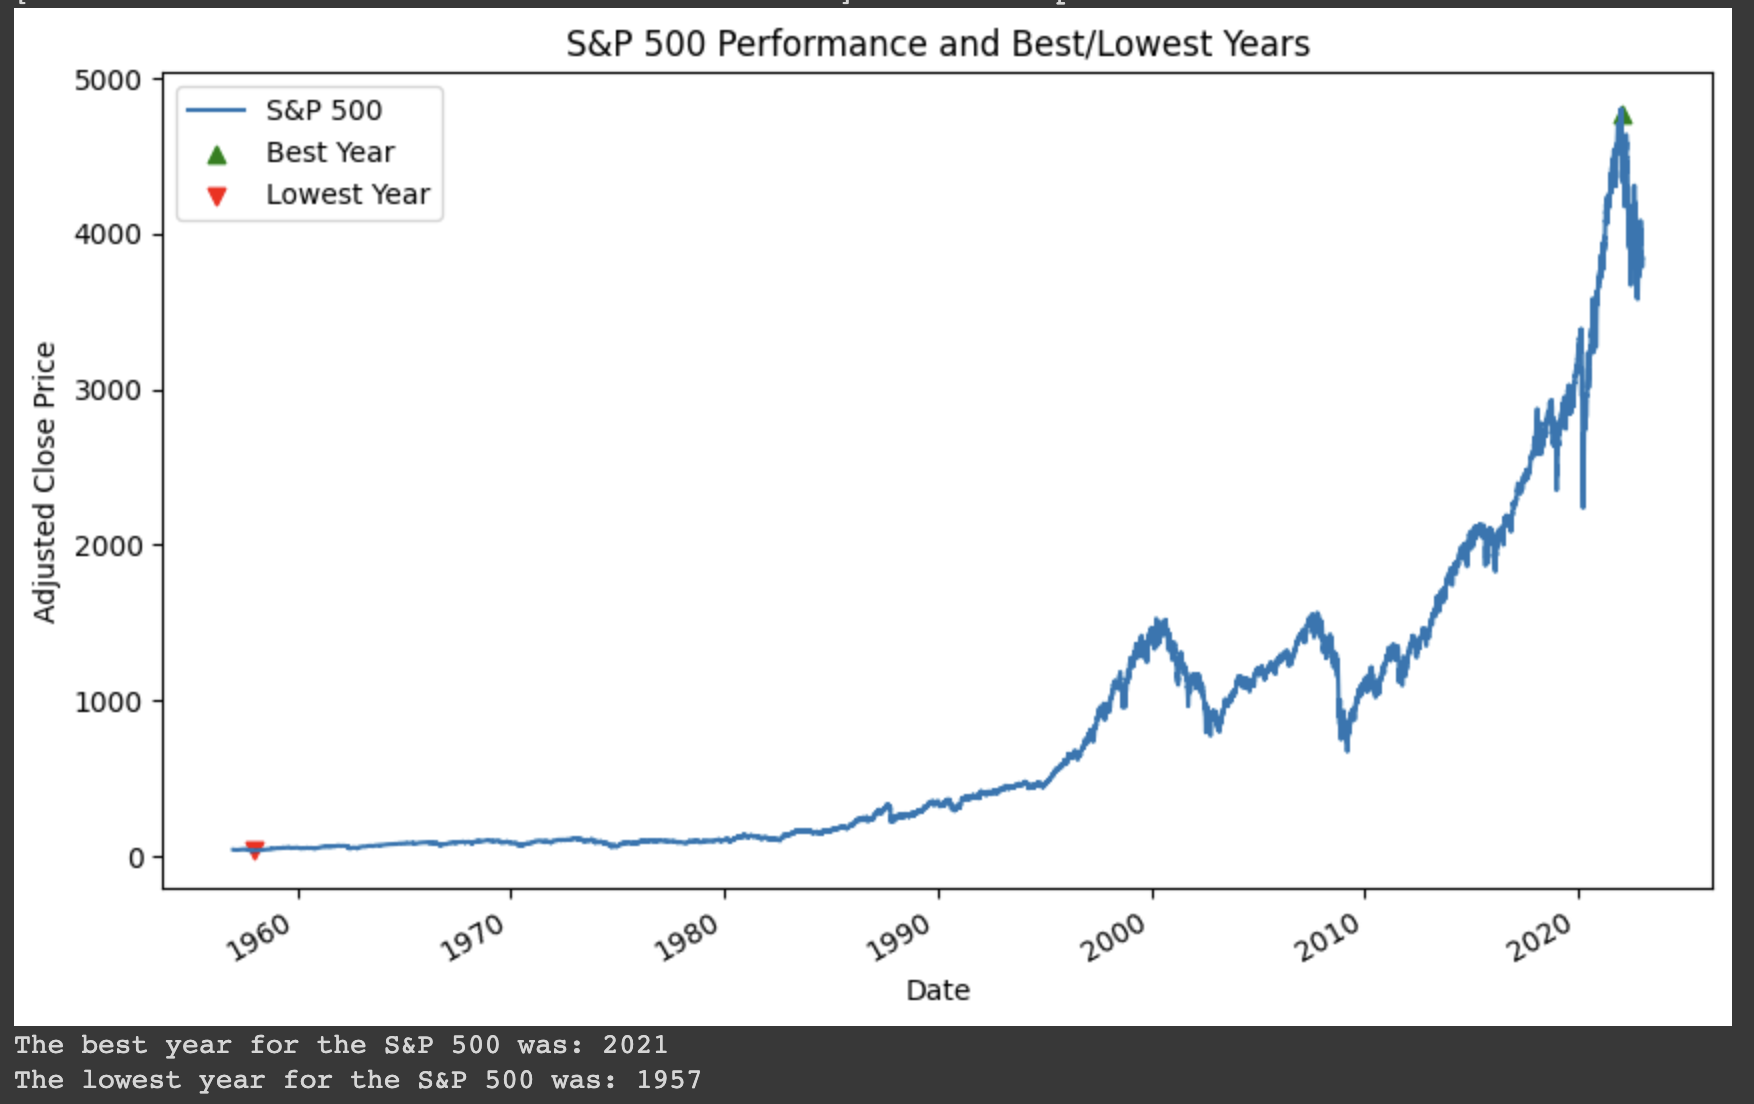 S&P 500 Performance and Best/Lowest Years
S&P 500
Best Year
Lowest Year
Adjusted Close Price
5000
4000
3000
2000
1000
0
1960
1970
1980
1990
2000
2010
2020
Date
The best year for the S&P 500 was: 2021
The lowest year for the S&P 500 was: 1957